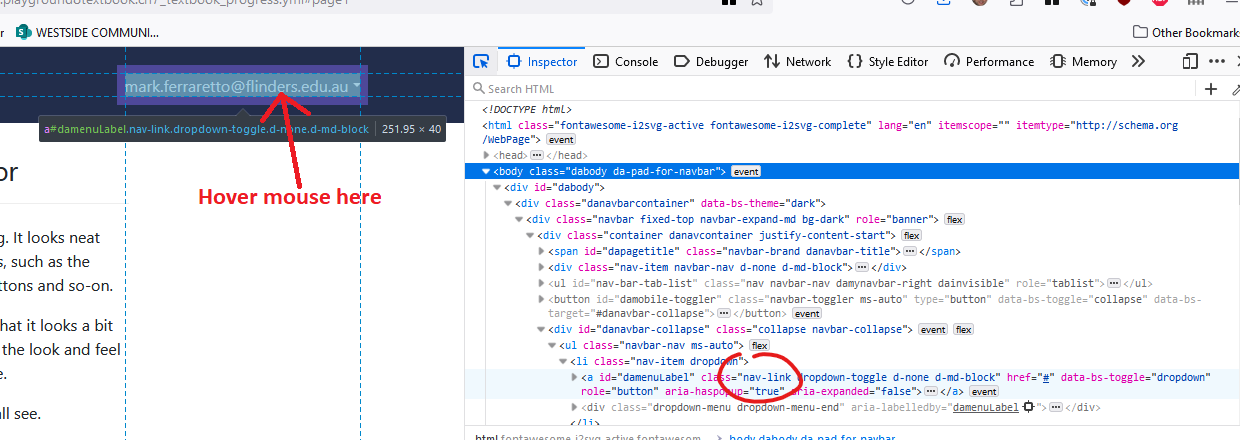 WESTSIDE COMMUNI...
Other Bookmarks
mark.ferraretto@flinders.edu.au
a#damenuLabel.nav-link.dropdown-toggle.d-none.d-md-block 251.95 × 40
Hover mouse here
or
g. It looks neat
s, such as the
ttons and so-on.
hat it looks a bit
the look and feel
e.
all see.
Inspector Console Debugger Network Style Editor Performance Memory
Search HTML
<!DOCTYPE html>
<html class="fontawesome-i2svg-active fontawesome-i2svg-complete" lang="en" itemscope="" itemtype="http://schema.org
/WebPage"> event
<head> ··· </head>
<body class="dabody da-pad-for-navbar"> event
<div id="dabody">
<div class="danavbarcontainer" data-bs-theme="dark">
<div class="navbar fixed-top navbar-expand-md bg-dark" role="banner"> flex
<div class="container danavcontainer justify-content-start"> flex
<span id="dapagetitle" class="navbar-brand danavbar-title"> ··· </span>
<div class="nav-item navbar-nav d-none d-md-block"> ··· </div>
<ul id="nav-bar-tab-list" class="nav navbar-nav damynavbar-right dainvisible" role="tablist"> ··· </ul>
<button id="damobile-toggler" class="navbar-toggler ms-auto" type="button" data-bs-toggle="collapse" data-bs-
target="#danavbar-collapse"> ··· </button> event
<div id="danavbar-collapse" class="collapse navbar-collapse"> event flex
<ul class="navbar-nav ms-auto"> flex
<li class="nav-item dropdown">
<a id="damenuLabel" class="nav-link dropdown-toggle d-none d-md-block" href="#" data-bs-toggle="dropdown"
role="button" aria-haspopup="true" aria-expanded="false"> ··· </a> event
<div class="dropdown-menu dropdown-menu-end" aria-labelledby="damenuLabel"> ··· </div>
</li>
body.dabody.da-pad-for-navbar